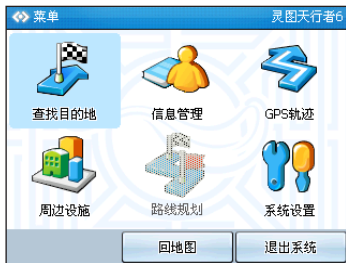 菜单
灵图天行者6
查找目的地
信息管理
GPS轨迹
周边设施
路线规划
系统设置
回地图
退出系统